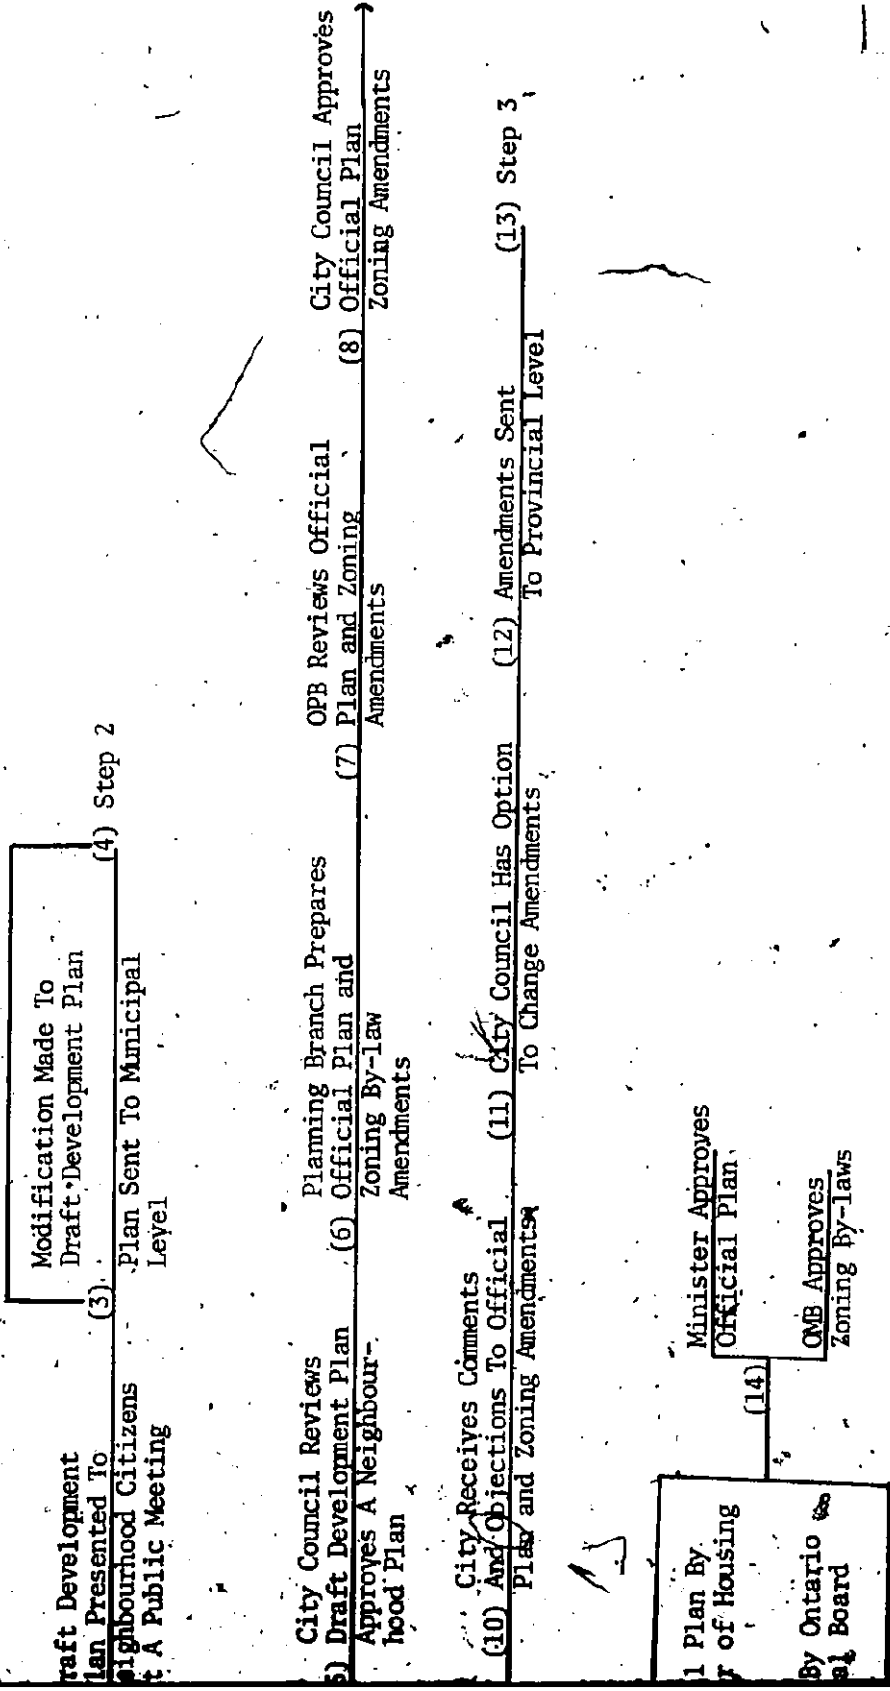 raft Development
lan Presented To
eighbourhood Citizens
t A Public Meeting
(3)
Modification Made To
Draft Development Plan
Plan Sent To Municipal
Level
(4) Step 2
City Council Reviews
5) Draft Development Plan
Approves A Neighbour-
hood Plan
Planning Branch Prepares
(6) Official Plan and
Zoning By-law
Amendments
OPB Reviews Official
(7) Plan and Zoning
Amendments
City Council Approves
(8) Official Plan
Zoning Amendments
City Receives Comments
(10) And Objections To Official
Plan and Zoning Amendments
(11) City Council Has Option
To Change Amendments
(12) Amendments Sent
To Provincial Level
(13) Step 3
l Plan By
r of Housing
By Ontario
al Board
(14)
Minister Approves
Official Plan
OMB Approves
Zoning By-laws